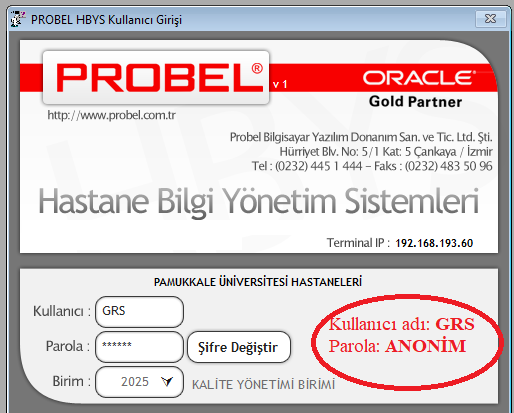 PROBEL HBYS Kullanıcı Girişi
PROBEL® v 1
ORACLE®
Gold Partner
http://www.probel.com.tr
Probel Bilgisayar Yazılım Donanım San. ve Tic. Ltd. Şti.
Hürriyet Blv. No: 5/1 Kat: 5 Çankaya / İzmir
Tel : (0232) 445 1 444 – Faks : (0232) 483 50 96
Hastane Bilgi Yönetim Sistemleri
Terminal IP : 192.168.193.60
PAMUKKALE ÜNİVERSİTESİ HASTANELERİ
Kullanıcı : GRS
Parola : ****** Şifre Değiştir
Birim : 2025 KALİTE YÖNETİMİ BİRİMİ
Kullanıcı adı: GRS
Parola: ANONİM